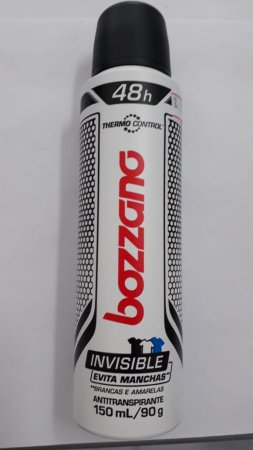 48h
THERMO CONTROL
bozzano
INVISIBLE
EVITA MANCHAS**
**BRANCAS E AMARELAS
ANTITRANSPIRANTE
150 mL/90 g